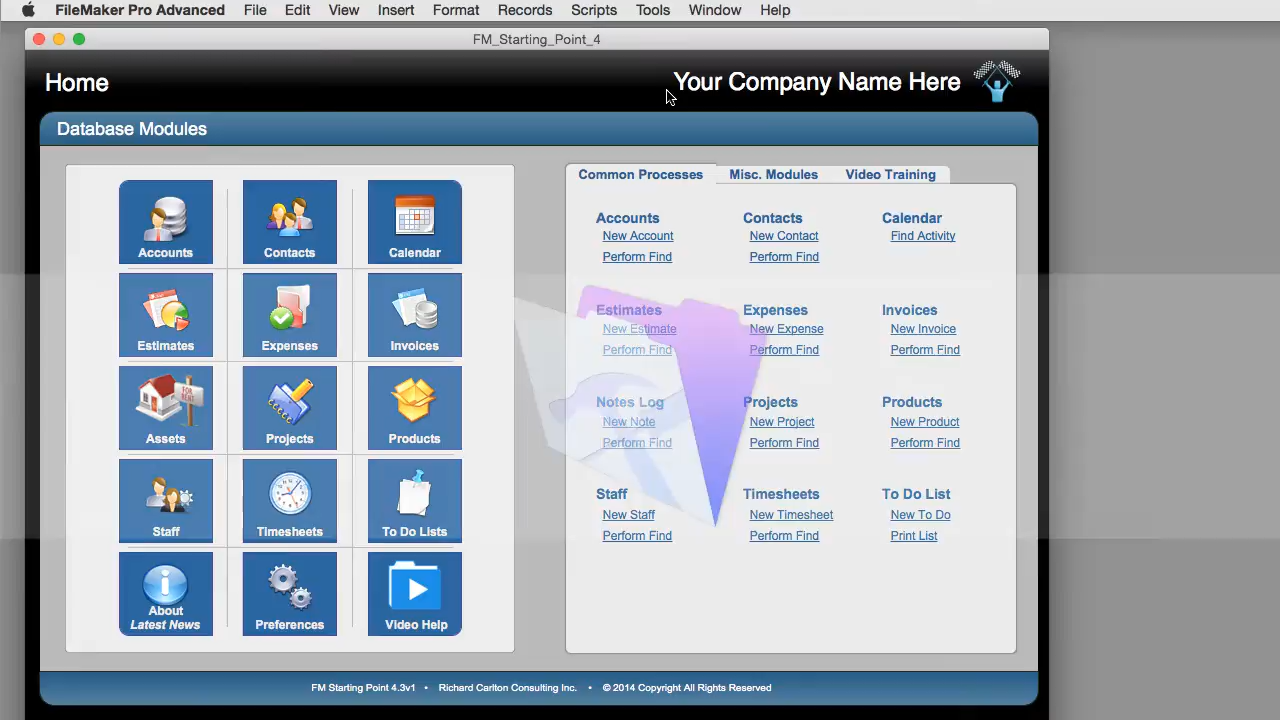 FileMaker Pro Advanced File Edit View Insert Format Records Scripts Tools Window Help
FM_Starting_Point_4
Home
Your Company Name Here
Database Modules
Accounts
Contacts
Calendar
Estimates
Expenses
Invoices
Assets
FOR RENT
Projects
Products
Staff
Timesheets
To Do Lists
About
Latest News
Preferences
Video Help
Common Processes Misc. Modules Video Training
Accounts
New Account
Perform Find
Contacts
New Contact
Perform Find
Calendar
Find Activity
Estimates
New Estimate
Perform Find
Expenses
New Expense
Perform Find
Invoices
New Invoice
Perform Find
Notes Log
New Note
Perform Find
Projects
New Project
Perform Find
Products
New Product
Perform Find
Staff
New Staff
Perform Find
Timesheets
New Timesheet
Perform Find
To Do List
New To Do
Print List
FM Starting Point 4.3v1 • Richard Carlton Consulting Inc. • © 2014 Copyright All Rights Reserved